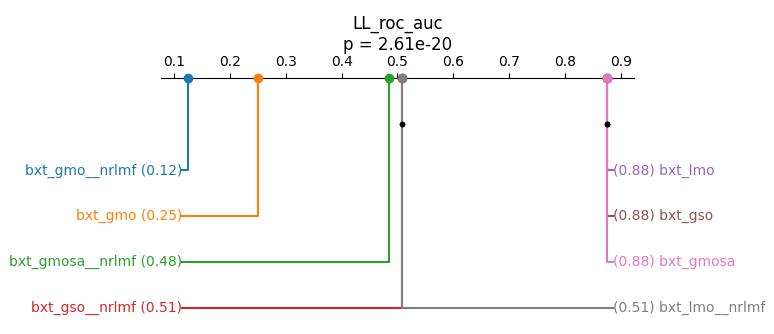 LL_roc_auc
p = 2.61e-20
0.1 0.2 0.3 0.4 0.5 0.6 0.7 0.8 0.9
bxt_gmo__nrlmf (0.12) (0.88) bxt_lmo
bxt_gmo (0.25) (0.88) bxt_gso
bxt_gmosa__nrlmf (0.48) (0.88) bxt_gmosa
bxt_gso__nrlmf (0.51) (0.51) bxt_lmo__nrlmf